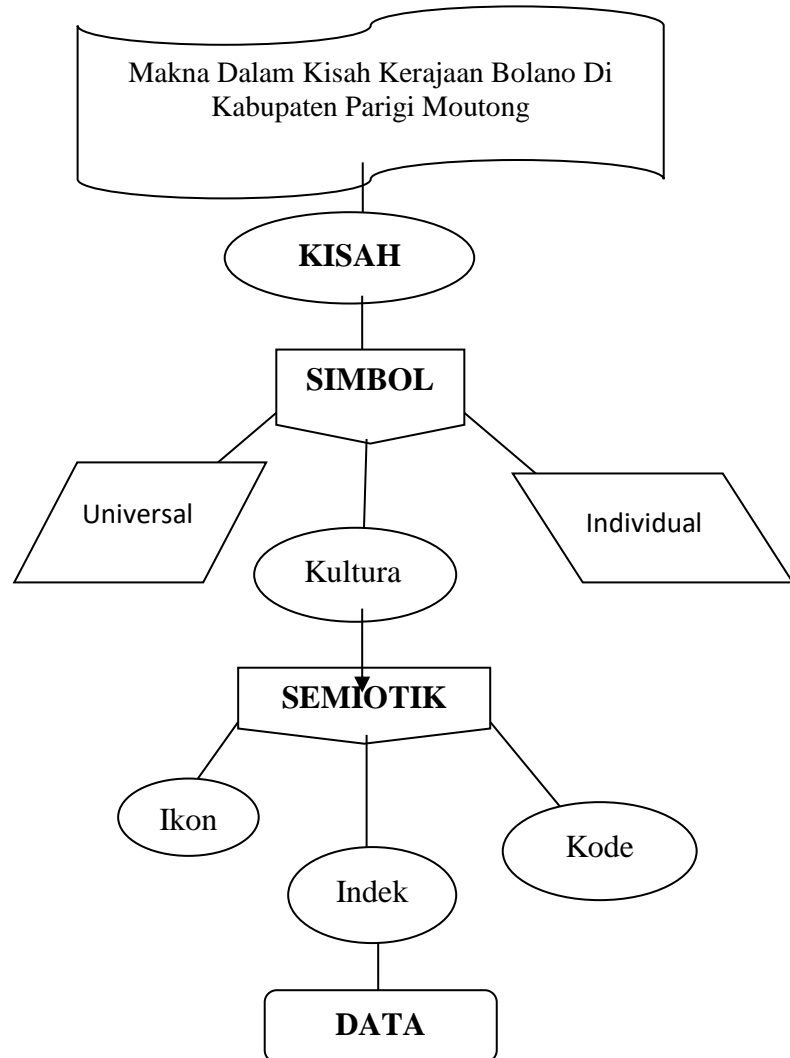 Makna Dalam Kisah Kerajaan Bolano Di
Kabupaten Parigi Moutong
KISAH
SIMBOL
Universal
Individual
Kultura
SEMIOTIK
Ikon
Kode
Indek
DATA